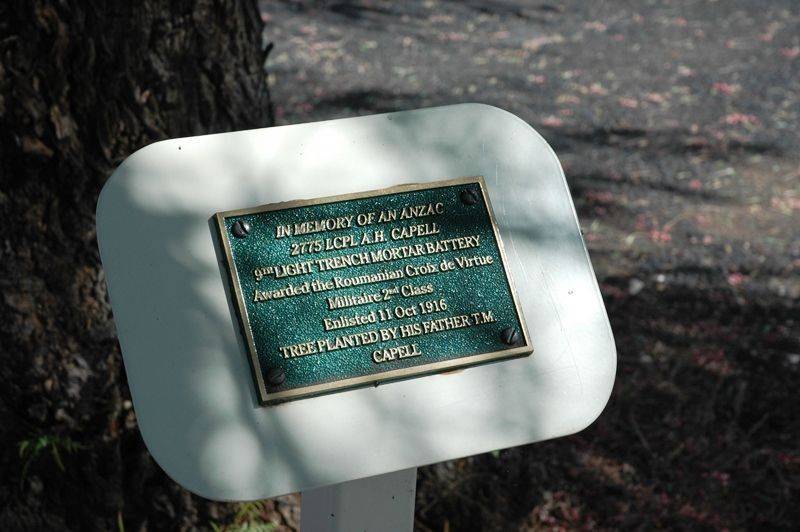 IN MEMORY OF AN ANZAC
2775 LCPL A.H. CAPELL
9TH LIGHT TRENCH MORTAR BATTERY
Awarded the Roumanian Croix de Virtue
Militaire 2nd Class
Enlisted 11 Oct 1916
TREE PLANTED BY HIS FATHER T.M.
CAPELL